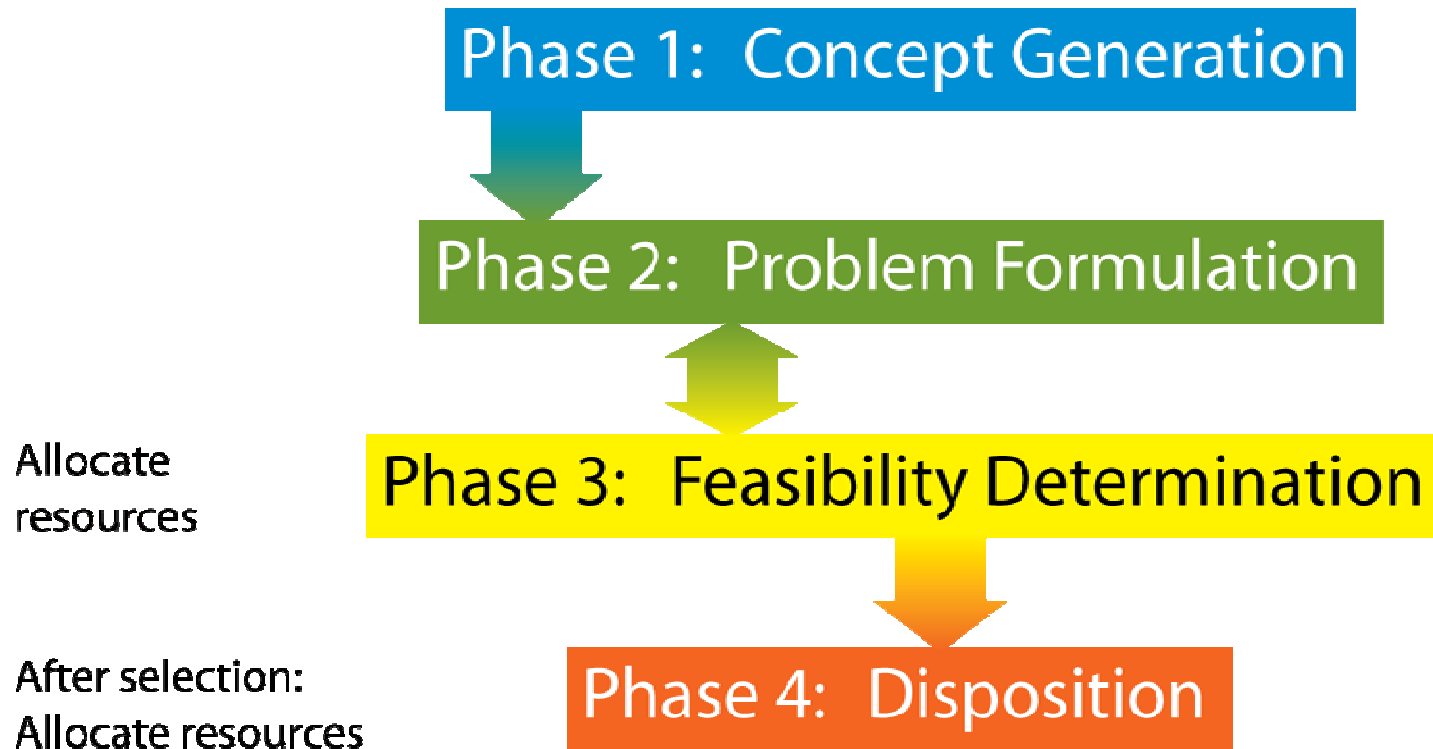 Phase 1: Concept Generation
Phase 2: Problem Formulation
Allocate
resources
Phase 3: Feasibility Determination
After selection:
Allocate resources
Phase 4: Disposition